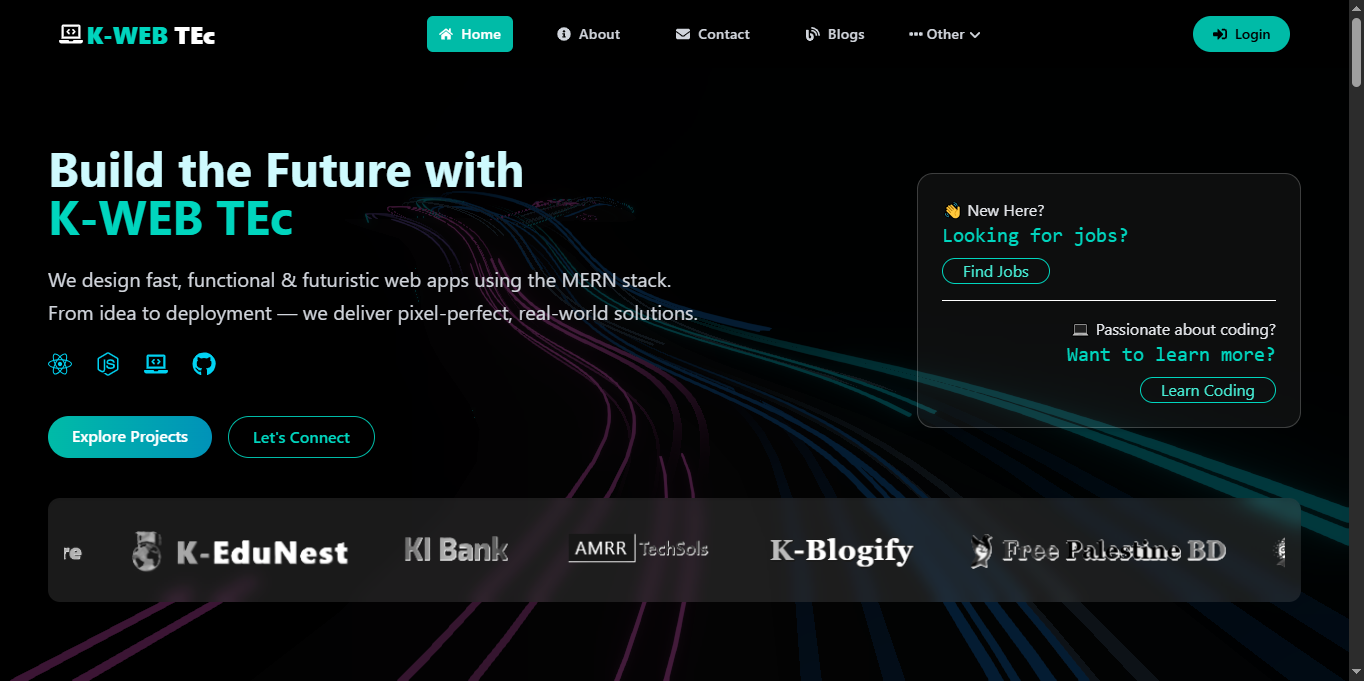 K-WEB TEc
Home
About
Contact
Blogs
Other
Login
Build the Future with
K-WEB TEc
We design fast, functional & futuristic web apps using the MERN stack.
From idea to deployment — we deliver pixel-perfect, real-world solutions.
JS
Explore Projects
Let's Connect
👋 New Here?
Looking for jobs?
Find Jobs
💻 Passionate about coding?
Want to learn more?
Learn Coding
re
K-EduNest
KI Bank
AMRR TechSols
K-Blogify
Free Palestine BD